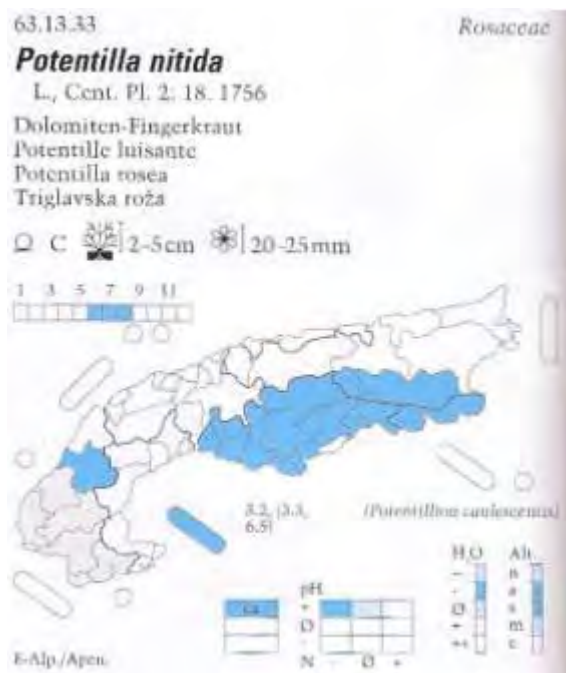 63.13.33 Rosaceae
Potentilla nitida
L., Cent. Pl. 2: 18. 1756
Dolomiten-Fingerkraut
Potentille luisante
Potentilla rosea
Triglavska roža
C 2-5cm 20-25mm
1 3 5 7 9 11
3.2, (3.3,
6.5)
(Potentillion caulescentis)
H2O Alt
pH
- n
Ca + - a
Ø Ø s
- + m
++ c
N - Ø +
E-Alp./Apen.